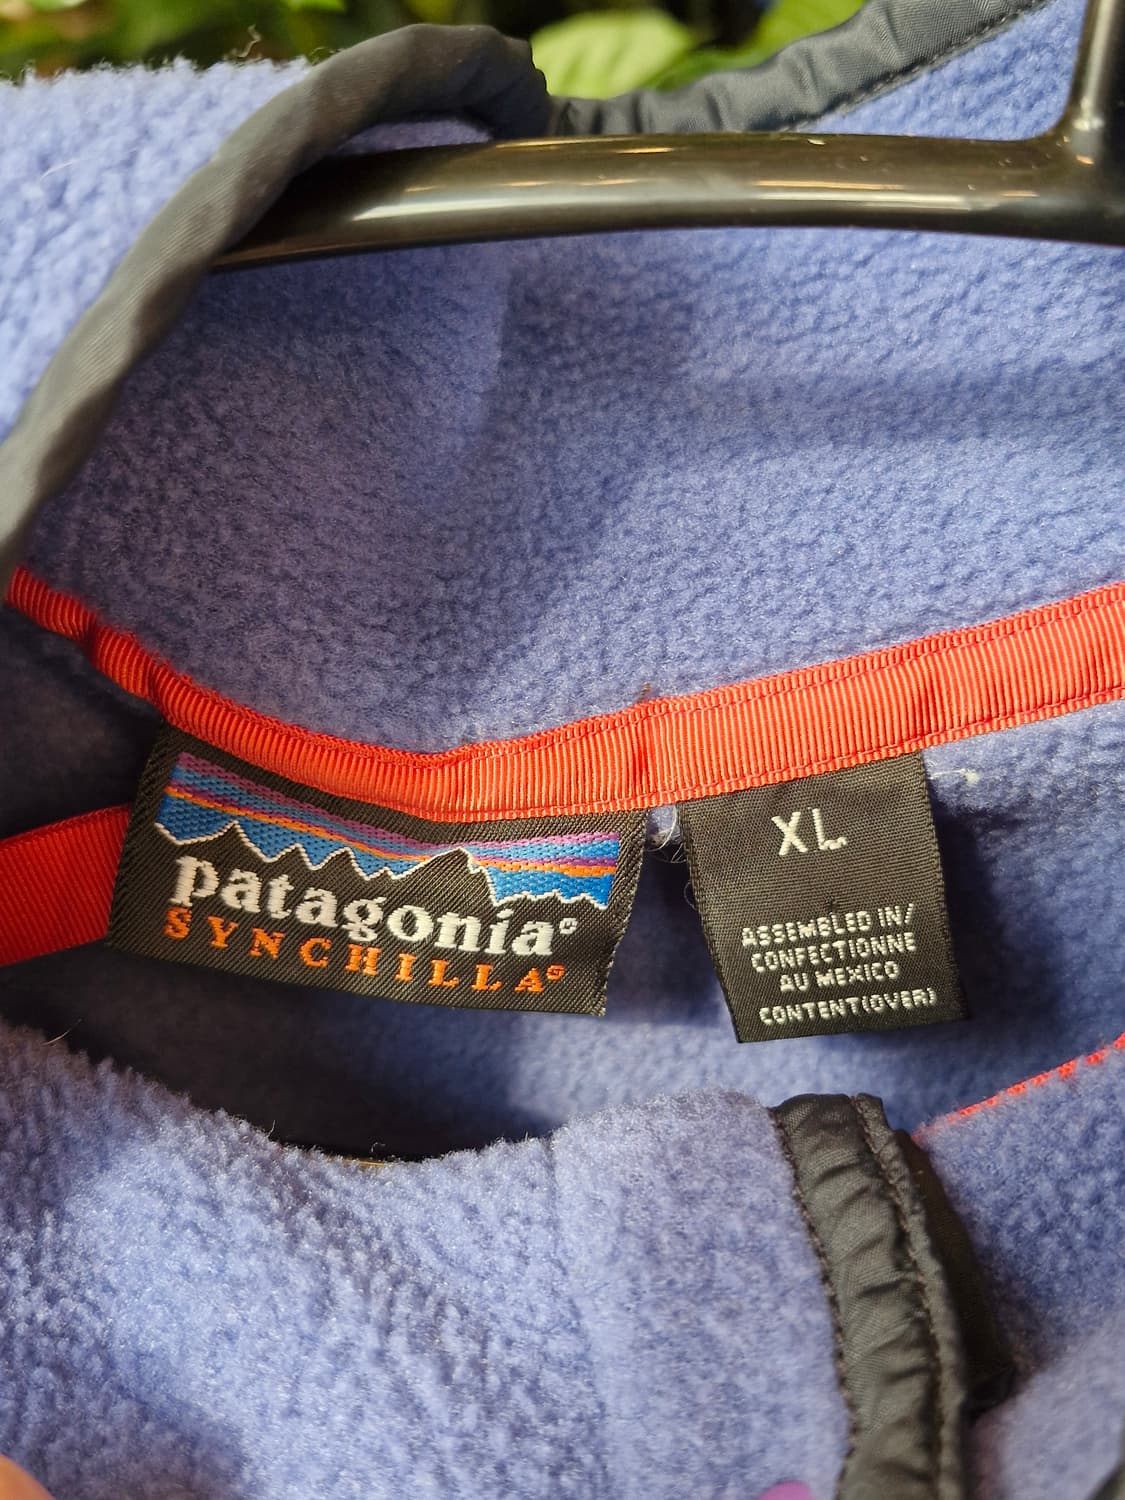 patagonia®
SYNCHILLA®
XL
ASSEMBLED IN/
CONFECTIONNE
AU MEXICO
CONTENT(OVER)